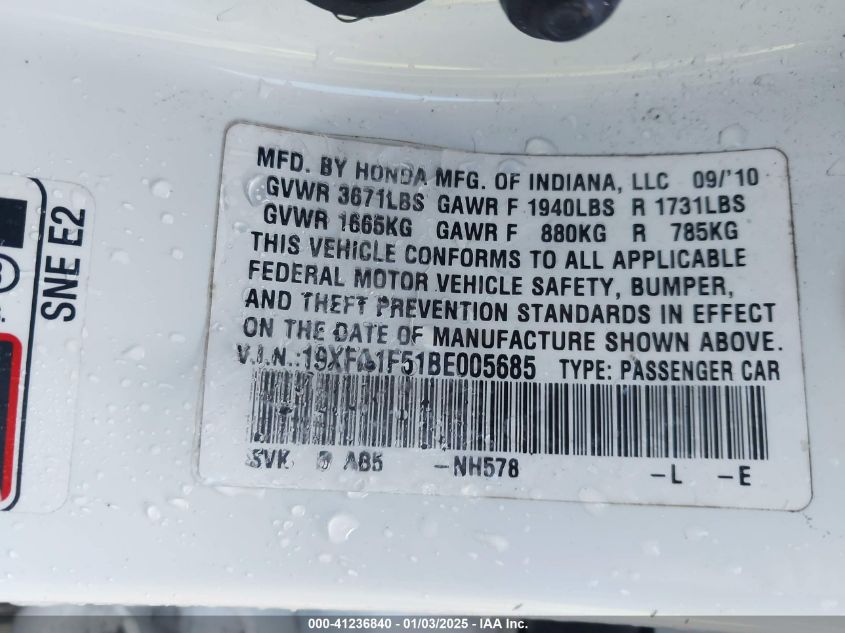 MFD. BY HONDA MFG. OF INDIANA, LLC 09/'10
GVWR 3671LBS GAWR F 1940LBS R 1731LBS
GVWR 1665KG GAWR F 880KG R 785KG
THIS VEHICLE CONFORMS TO ALL APPLICABLE
FEDERAL MOTOR VEHICLE SAFETY, BUMPER,
AND THEFT PREVENTION STANDARDS IN EFFECT
ON THE DATE OF MANUFACTURE SHOWN ABOVE.
V.I.N.: TYPE: PASSENGER CAR
SVK AB5 -NH578 -L -E
SNE E2
000-41236840 - 01/03/2025 - IAA Inc.